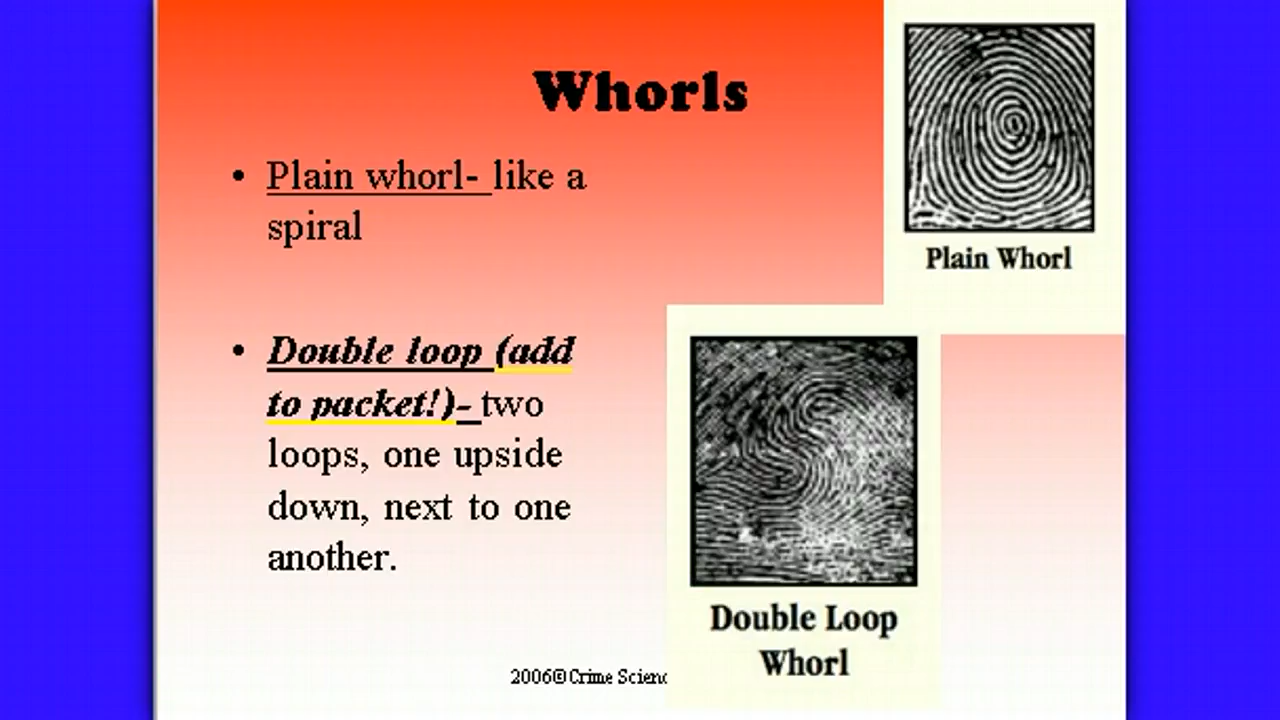 Whorls
• Plain whorl- like a
spiral
Plain Whorl
• Double loop (add
to packet!)- two
loops, one upside
down, next to one
another.
Double Loop
Whorl
2006©Crime Scienc